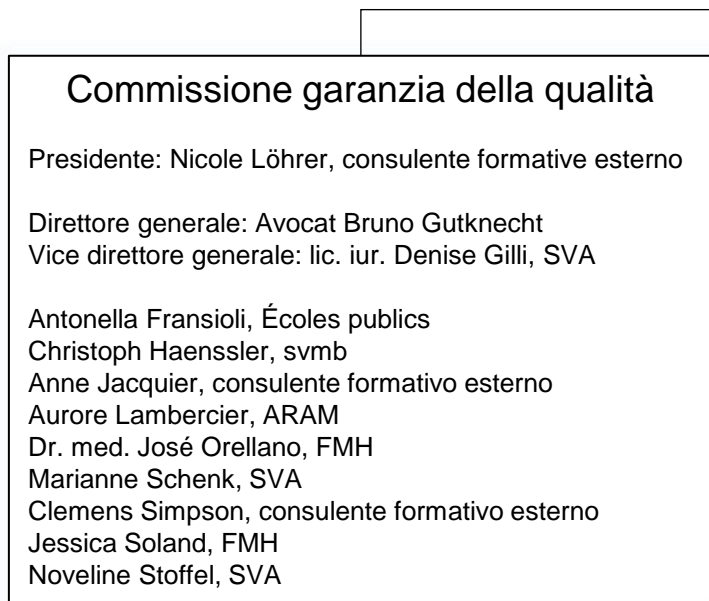 Commissione garanzia della qualità
Presidente: Nicole Löhrer, consulente formative esterno
Direttore generale: Avocat Bruno Gutknecht
Vice direttore generale: lic. iur. Denise Gilli, SVA
Antonella Fransioli, Écoles publics
Christoph Haenssler, svmb
Anne Jacquier, consulente formativo esterno
Aurore Lambercier, ARAM
Dr. med. José Orellano, FMH
Marianne Schenk, SVA
Clemens Simpson, consulente formativo esterno
Jessica Soland, FMH
Noveline Stoffel, SVA